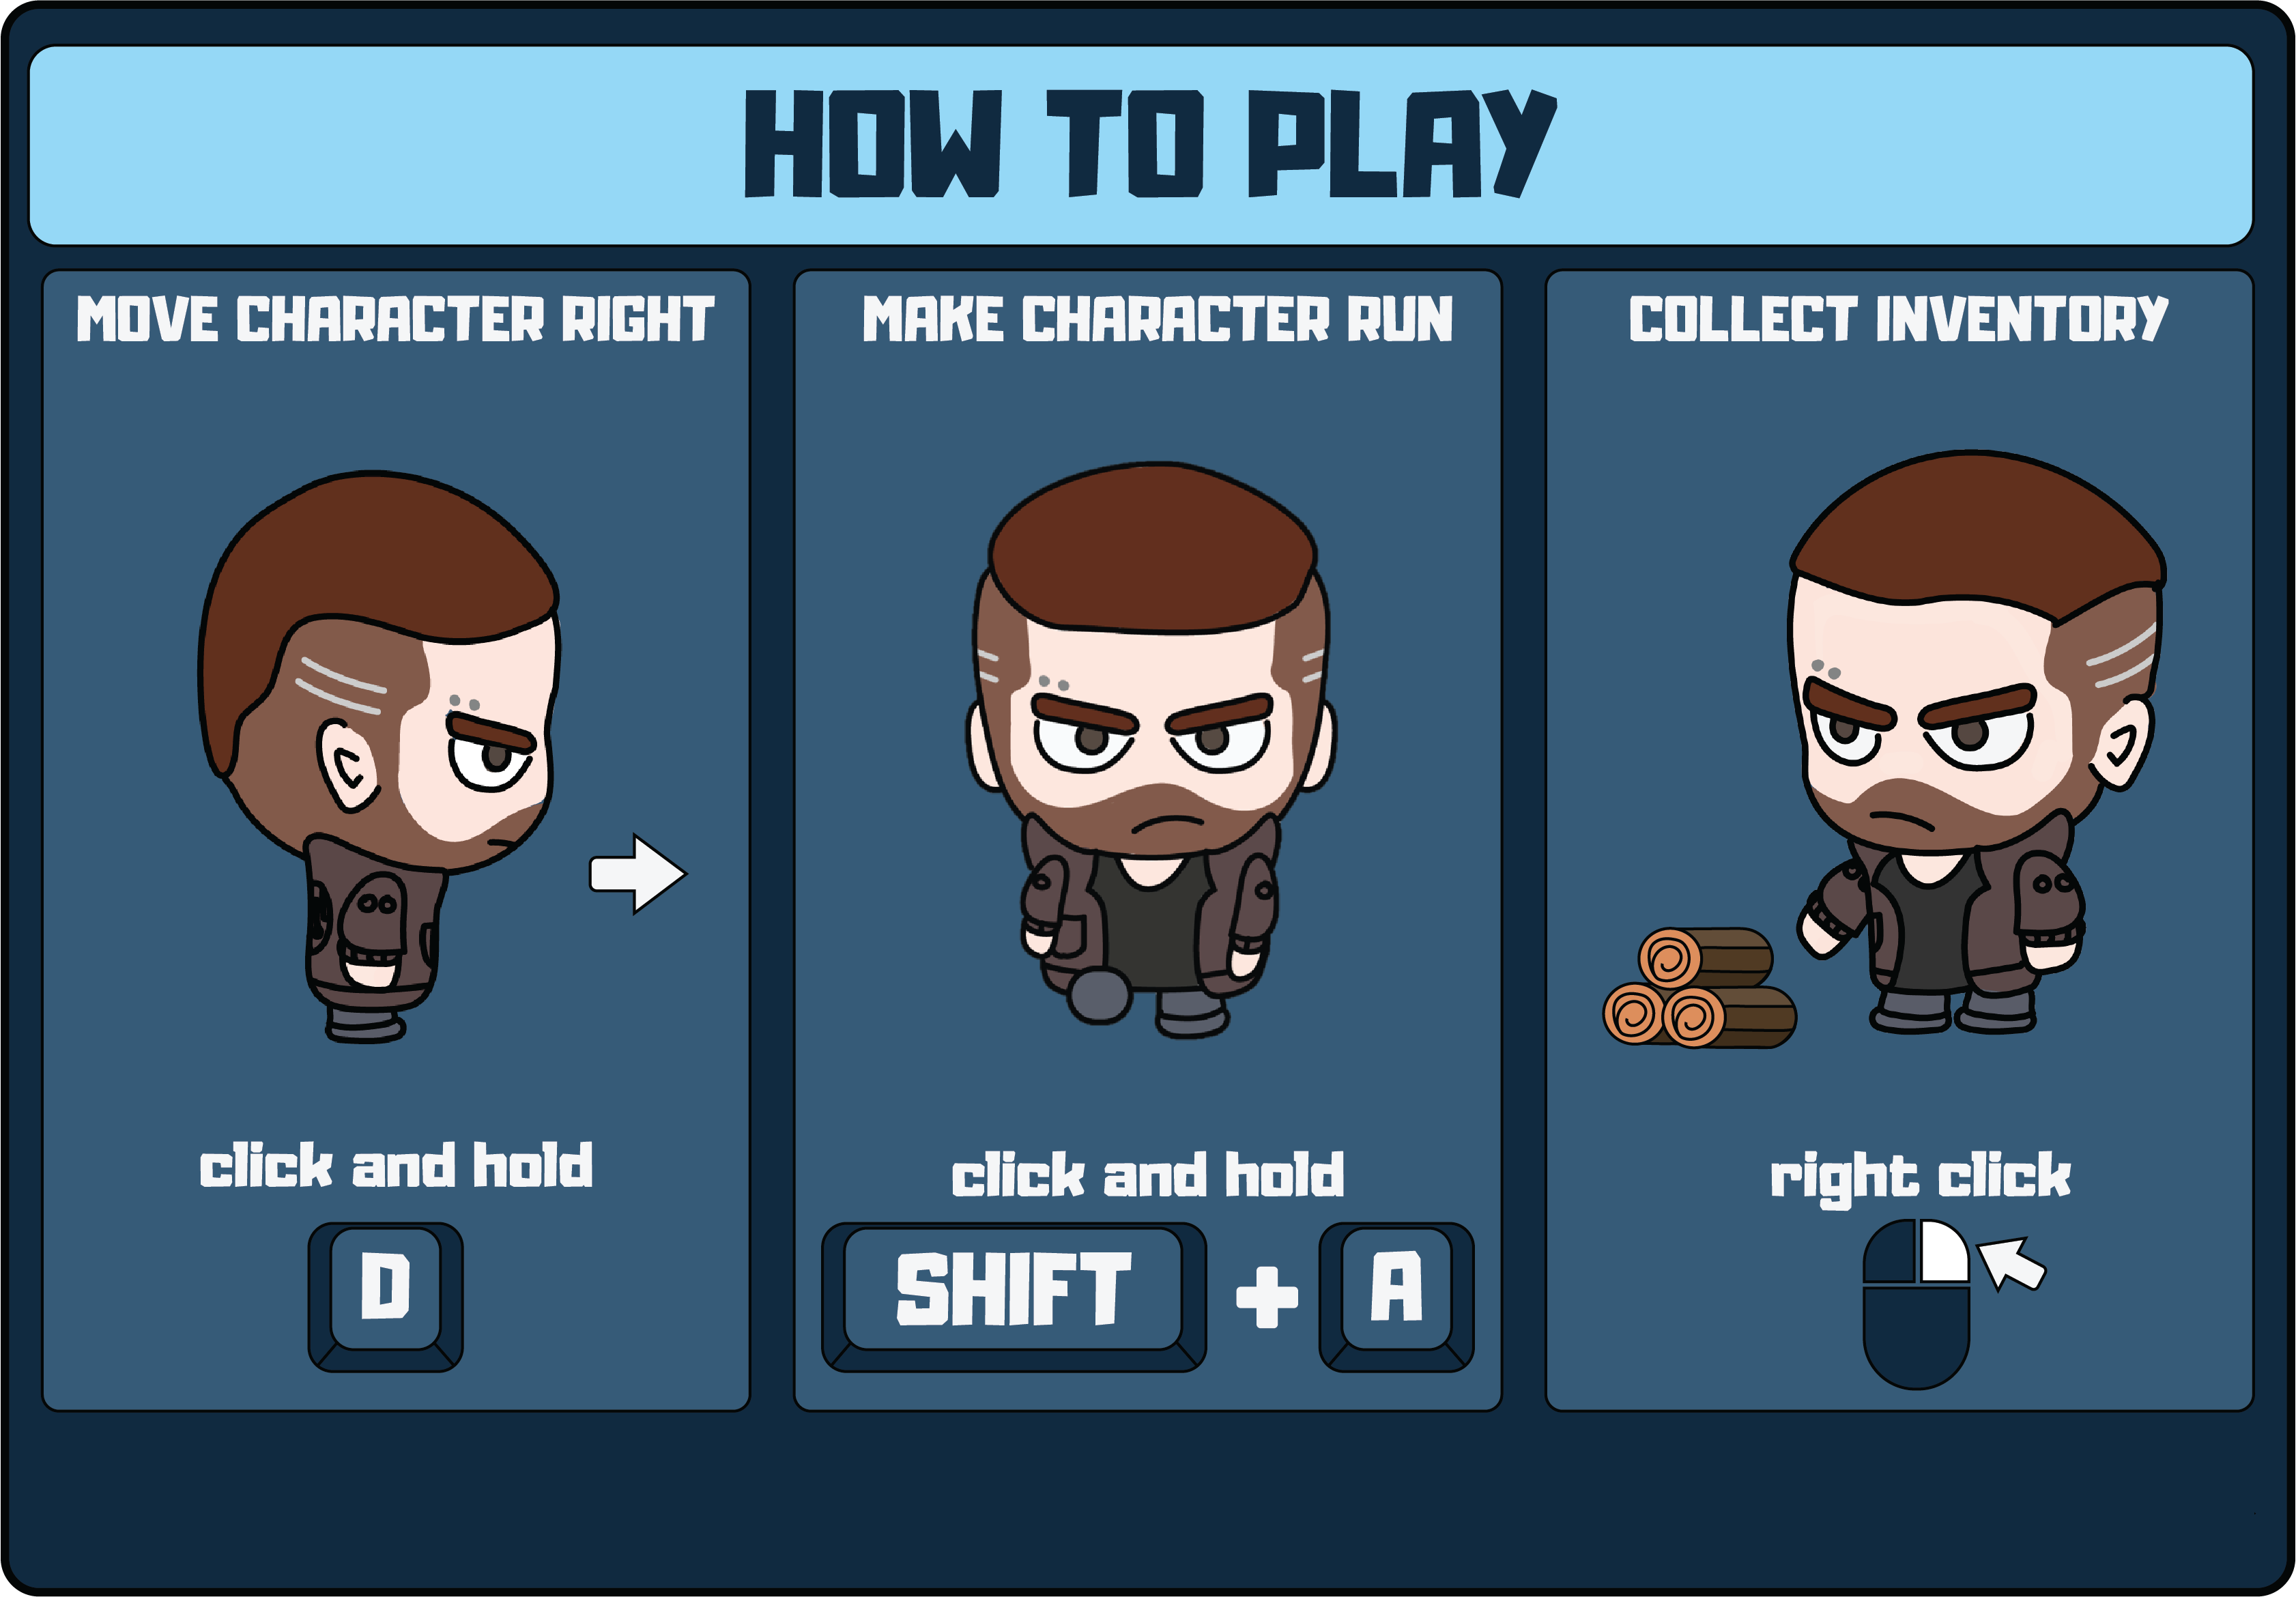 HOW TO PLAY
MOVE CHARACTER RIGHT
click and hold
D
MAKE CHARACTER RUN
click and hold
SHIFT + A
COLLECT INVENTORY
right click